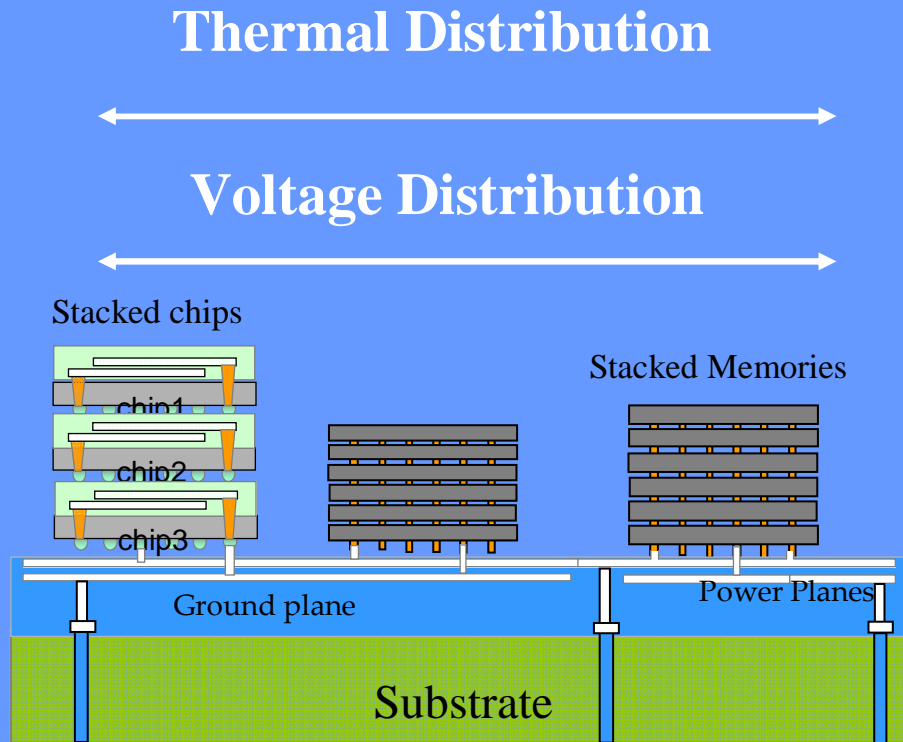 Thermal Distribution
Voltage Distribution
Stacked chips
Stacked Memories
chip1
chip2
chip3
Ground plane
Power Planes
Substrate